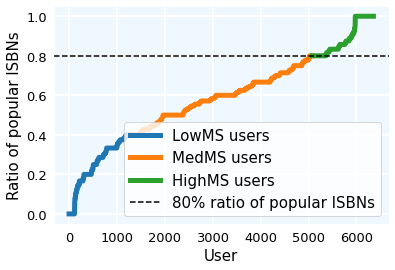 Ratio of popular ISBNs
1.0
0.8
0.6
0.4
0.2
0.0
LowMS users
MedMS users
HighMS users
80% ratio of popular ISBNs
0 1000 2000 3000 4000 5000 6000
User